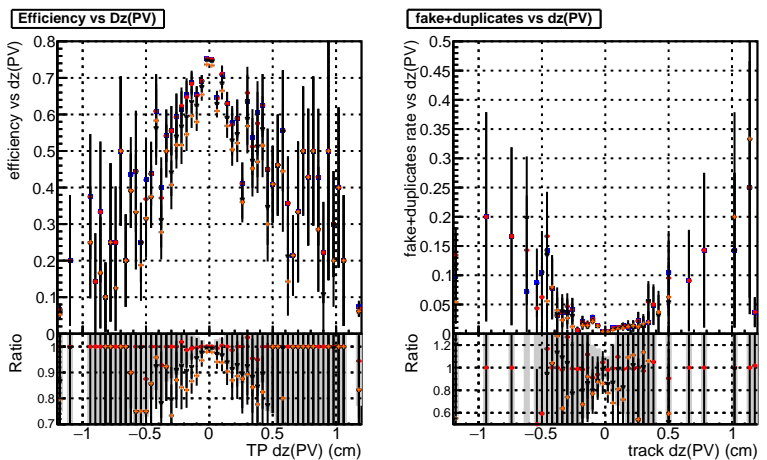 Efficiency vs Dz(PV)
efficiency vs dz(PV)
0.8
0.7
0.6
0.5
0.4
0.3
0.2
0.1
0
Ratio
1
0.9
0.8
0.7
−1 −0.5 0 0.5 1
TP dz(PV) (cm)
fake+duplicates vs dz(PV)
fake+duplicates rate vs dz(PV)
0.5
0.45
0.4
0.35
0.3
0.25
0.2
0.15
0.1
0.05
0
Ratio
1.2
1
0.8
0.6
−1 −0.5 0 0.5 1
track dz(PV) (cm)